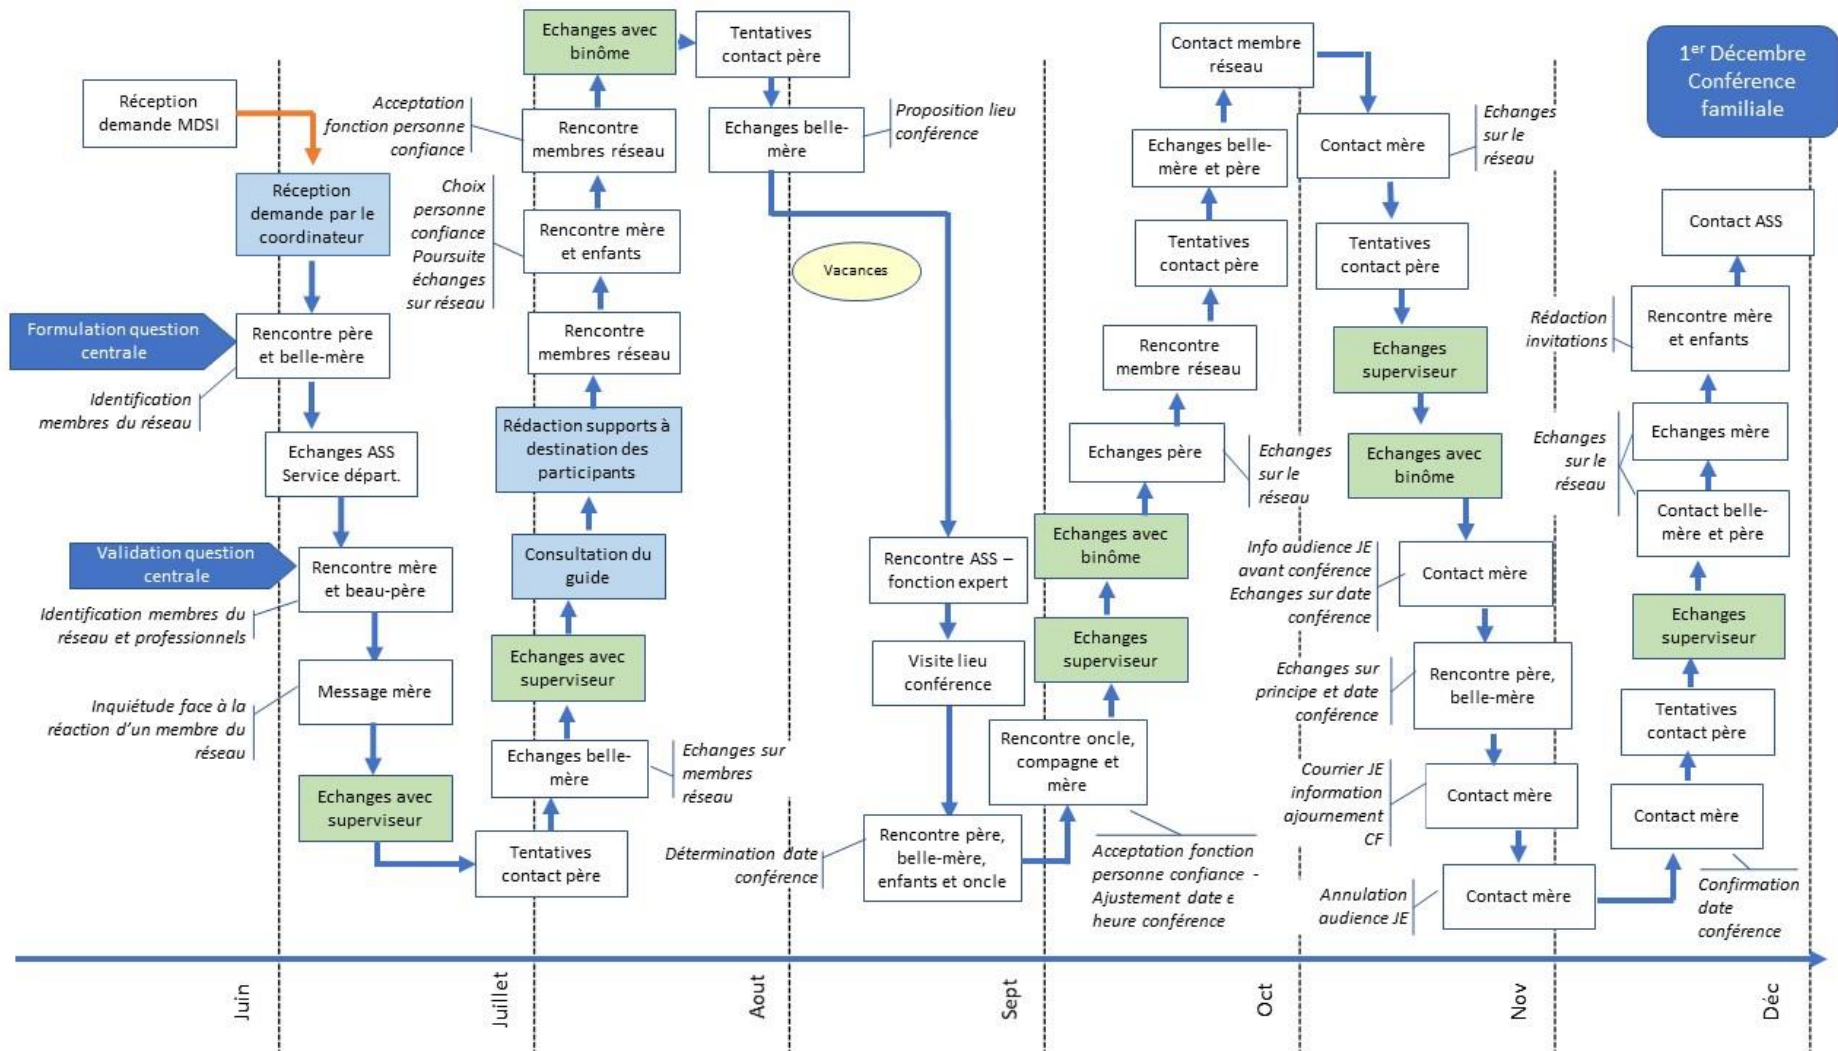 Réception
demande MDSI
Réception
demande par le
coordinateur
Formulation question
centrale
Rencontre père
et belle-mère
Identification
membres du réseau
Echanges ASS
Service départ.
Validation question
centrale
Rencontre mère
et beau-père
Identification membres du
réseau et professionnels
Message mère
Inquiétude face à la
réaction d'un membre du
réseau
Echanges avec
superviseur
Tentatives
contact père
Echanges belle-
mère
Echanges sur
membres
réseau
Echanges avec
superviseur
Consultation du
guide
Rédaction supports à
destination des
participants
Rencontre
membres réseau
Rencontre mère
et enfants
Choix
personne
confiance
Poursuite
échanges
sur réseau
Rencontre
membres réseau
Acceptation
fonction personne
confiance
Echanges avec
binôme
Tentatives
contact père
Echanges belle-
mère
Proposition lieu
conférence
Vacances
Rencontre ASS –
fonction expert
Visite lieu
conférence
Rencontre père,
belle-mère,
enfants et oncle
Détermination date
conférence
Rencontre oncle,
compagne et
mère
Acceptation fonction
personne confiance -
Ajustement date e
heure conférence
Echanges
superviseur
Echanges avec
binôme
Echanges père
Echanges
sur le
réseau
Rencontre
membre réseau
Tentatives
contact père
Echanges belle-
mère et père
Contact membre
réseau
Contact mère
Echanges
sur le
réseau
Tentatives
contact père
Echanges
superviseur
Echanges avec
binôme
Contact mère
Info audience JE
avant conférence
Echanges sur date
conférence
Rencontre père,
belle-mère
Echanges sur
principe et date
conférence
Contact mère
Courrier JE
information
ajournement
CF
Contact mère
Annulation
audience JE
Contact mère
Confirmation
date
conférence
Tentatives
contact père
Echanges
superviseur
Contact belle-
mère et père
Echanges mère
Echanges
sur le
réseau
Rencontre mère
et enfants
Rédaction
invitations
Contact ASS
1er Décembre
Conférence
familiale
Juin
Juillet
Aout
Sept
Oct
Nov
Déc